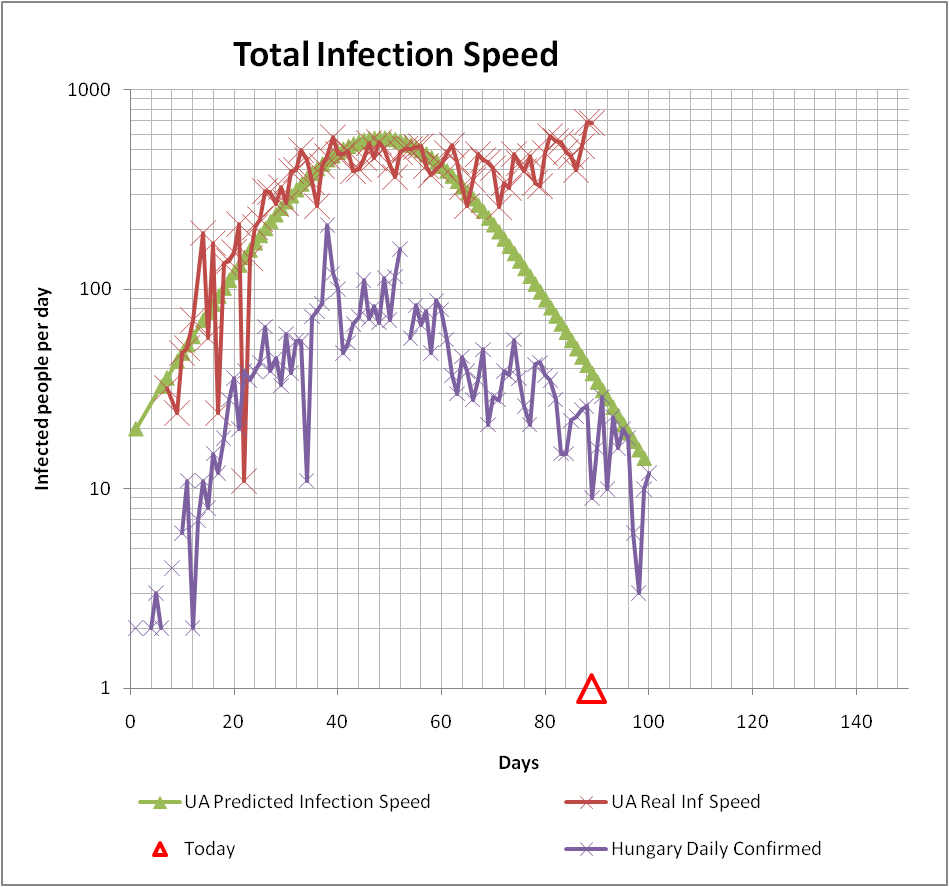 Total Infection Speed
1000
100
10
1
Infected people per day
0 20 40 60 80 100 120 140
Days
UA Predicted Infection Speed
UA Real Inf Speed
Today
Hungary Daily Confirmed